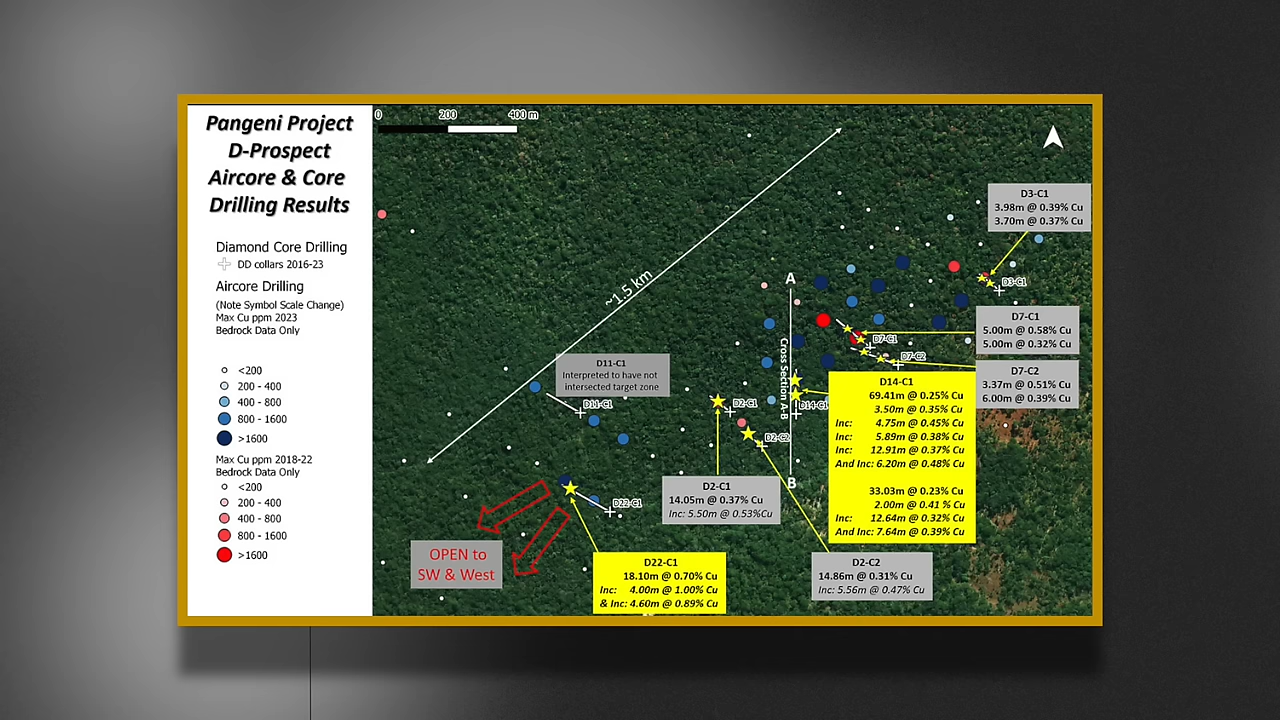 Pangeni Project
D-Prospect
Aircore & Core
Drilling Results
Diamond Core Drilling
DD collars 2016-23
Aircore Drilling
(Note Symbol Scale Change)
Max Cu ppm 2023
Bedrock Data Only
<200
200 - 400
400 - 800
800 - 1600
>1600
Max Cu ppm 2018-22
Bedrock Data Only
<200
200 - 400
400 - 800
800 - 1600
>1600
0 200 400 m
~1.5 km
D3-C1
3.98m @ 0.39% Cu
3.70m @ 0.37% Cu
D3-C1
A
D7-C1
5.00m @ 0.58% Cu
5.00m @ 0.32% Cu
D7-C1
D7-C2
D7-C2
3.37m @ 0.51% Cu
6.00m @ 0.39% Cu
Cross Section A-B
D11-C1
Interpreted to have not
intersected target zone
D11-C1
D2-C1
D14-C1
D2-C2
D14-C1
69.41m @ 0.25% Cu
3.50m @ 0.35% Cu
Inc: 4.75m @ 0.45% Cu
Inc: 5.89m @ 0.38% Cu
Inc: 12.91m @ 0.37% Cu
And Inc: 6.20m @ 0.48% Cu
33.03m @ 0.23% Cu
2.00m @ 0.41 % Cu
Inc: 12.64m @ 0.32% Cu
And Inc: 7.64m @ 0.39% Cu
B
D2-C1
14.05m @ 0.37% Cu
Inc: 5.50m @ 0.53%Cu
D22-C1
OPEN to
SW & West
D22-C1
18.10m @ 0.70% Cu
Inc: 4.00m @ 1.00% Cu
& Inc: 4.60m @ 0.89% Cu
D2-C2
14.86m @ 0.31% Cu
Inc: 5.56m @ 0.47% Cu